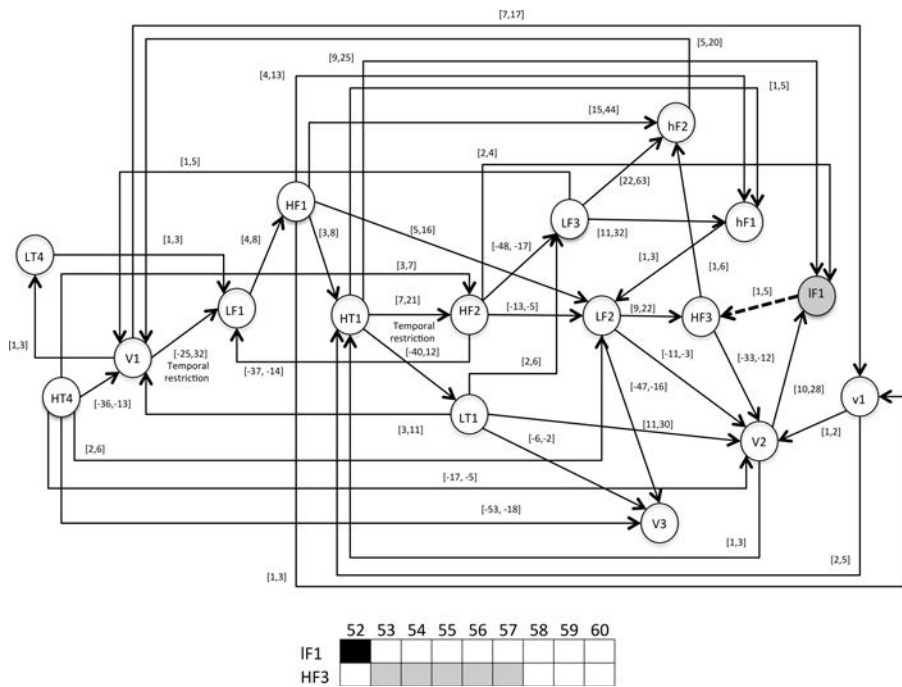 [7,17]
[5,20]
[9,25]
[4,13]
[1,5]
[15,44]
hF2
[2,4]
[1,5]
[22,63]
HF1
LF3
hF1
[5,16]
[11,32]
[-48, -17]
[1,3]
[4,8]
[3,8]
LT4
[3,7]
[1,3]
[1,6]
[7,21]
[-13,-5]
[9,22]
[1,5]
lF1
LF1
HT1
HF2
LF2
HF3
Temporal
restriction
[1,3]
V1
[-25,32]
Temporal
restriction
[-40,12]
[-37, -14]
[2,6]
[-11,-3]
[-33,-12]
[-47,-16]
[10,28]
HT4
[-36,-13]
v1
LT1
[3,11]
[11,30]
[1,2]
[-6,-2]
V2
[2,6]
[-17, -5]
[-53, -18]
V3
[1,3]
[2,5]
[1,3]
52 53 54 55 56 57 58 59 60
lF1
HF3